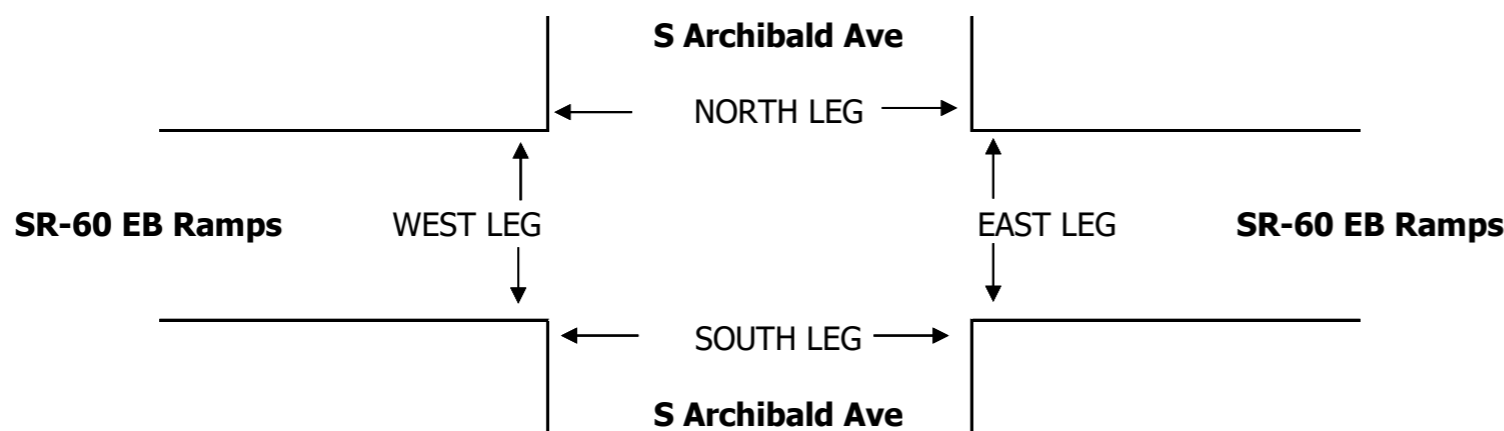 S Archibald Ave
NORTH LEG
SR-60 EB Ramps WEST LEG EAST LEG SR-60 EB Ramps
SOUTH LEG
S Archibald Ave